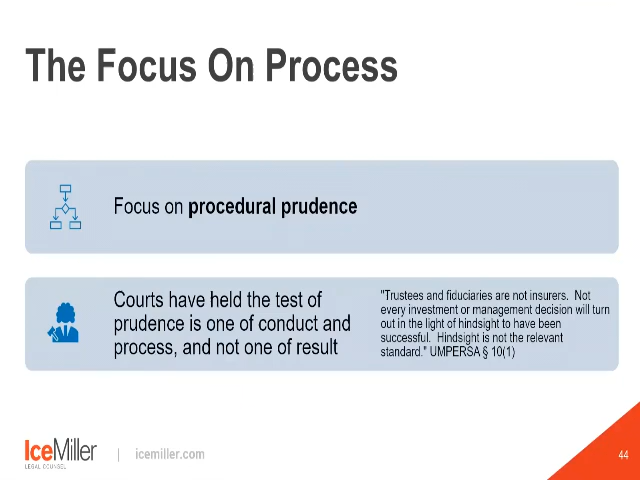 The Focus On Process
Focus on procedural prudence
Courts have held the test of
prudence is one of conduct and
process, and not one of result
"Trustees and fiduciaries are not insurers.  Not
every investment or management decision will turn
out in the light of hindsight to have been
successful.  Hindsight is not the relevant
standard." UMPERSA § 10(1)
IceMiller
LEGAL COUNSEL
| icemiller.com
44